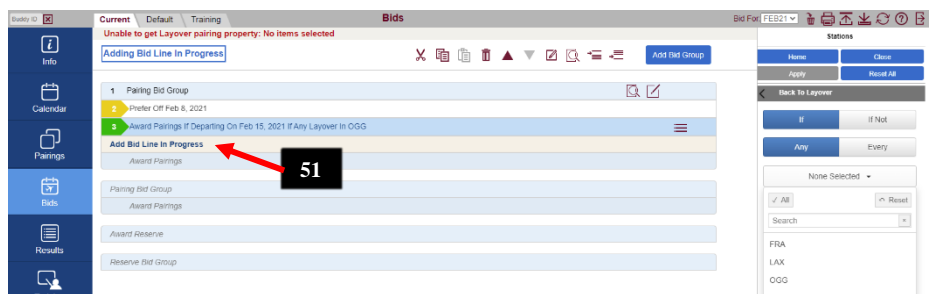 Buddy ID
Current Default Training
Bids
Bid For: FEB21
Unable to get Layover pairing property: No items selected
Adding Bid Line In Progress
Add Bid Group
Info
Calendar
Pairings
Bids
Results
1 Pairing Bid Group
2 Prefer Off Feb 8, 2021
3 Award Pairings If Departing On Feb 15, 2021 If Any Layover In OGG
Add Bid Line In Progress
Award Pairings
51
Pairing Bid Group
Award Pairings
Award Reserve
Reserve Bid Group
Stations
Home Close
Apply Reset All
Back To Layover
If If Not
Any Every
None Selected
✓ All Reset
Search
FRA
LAX
OGG